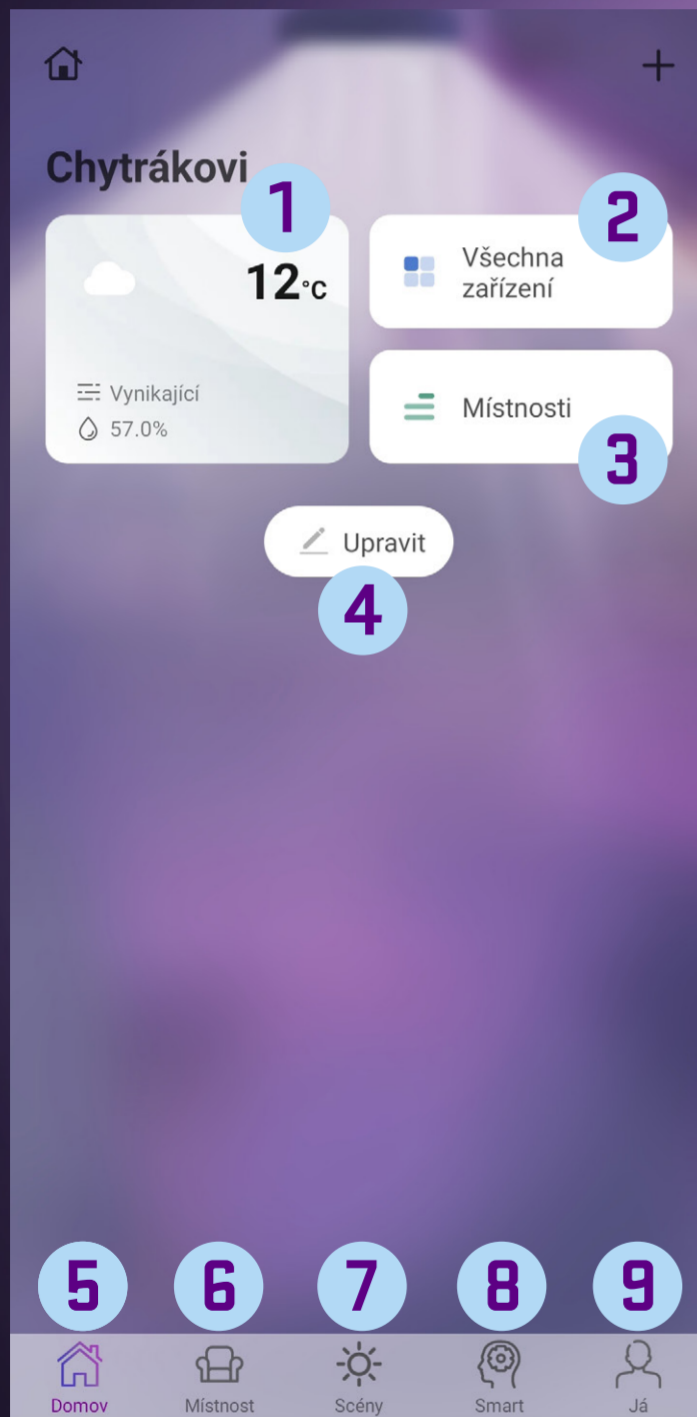 Chytrákovi
1
2
12°C
Všechna
zařízení
Vynikající
57.0%
Místnosti
3
Upravit
4
5
6
7
8
9
Domov
Místnost
Scény
Smart
Já